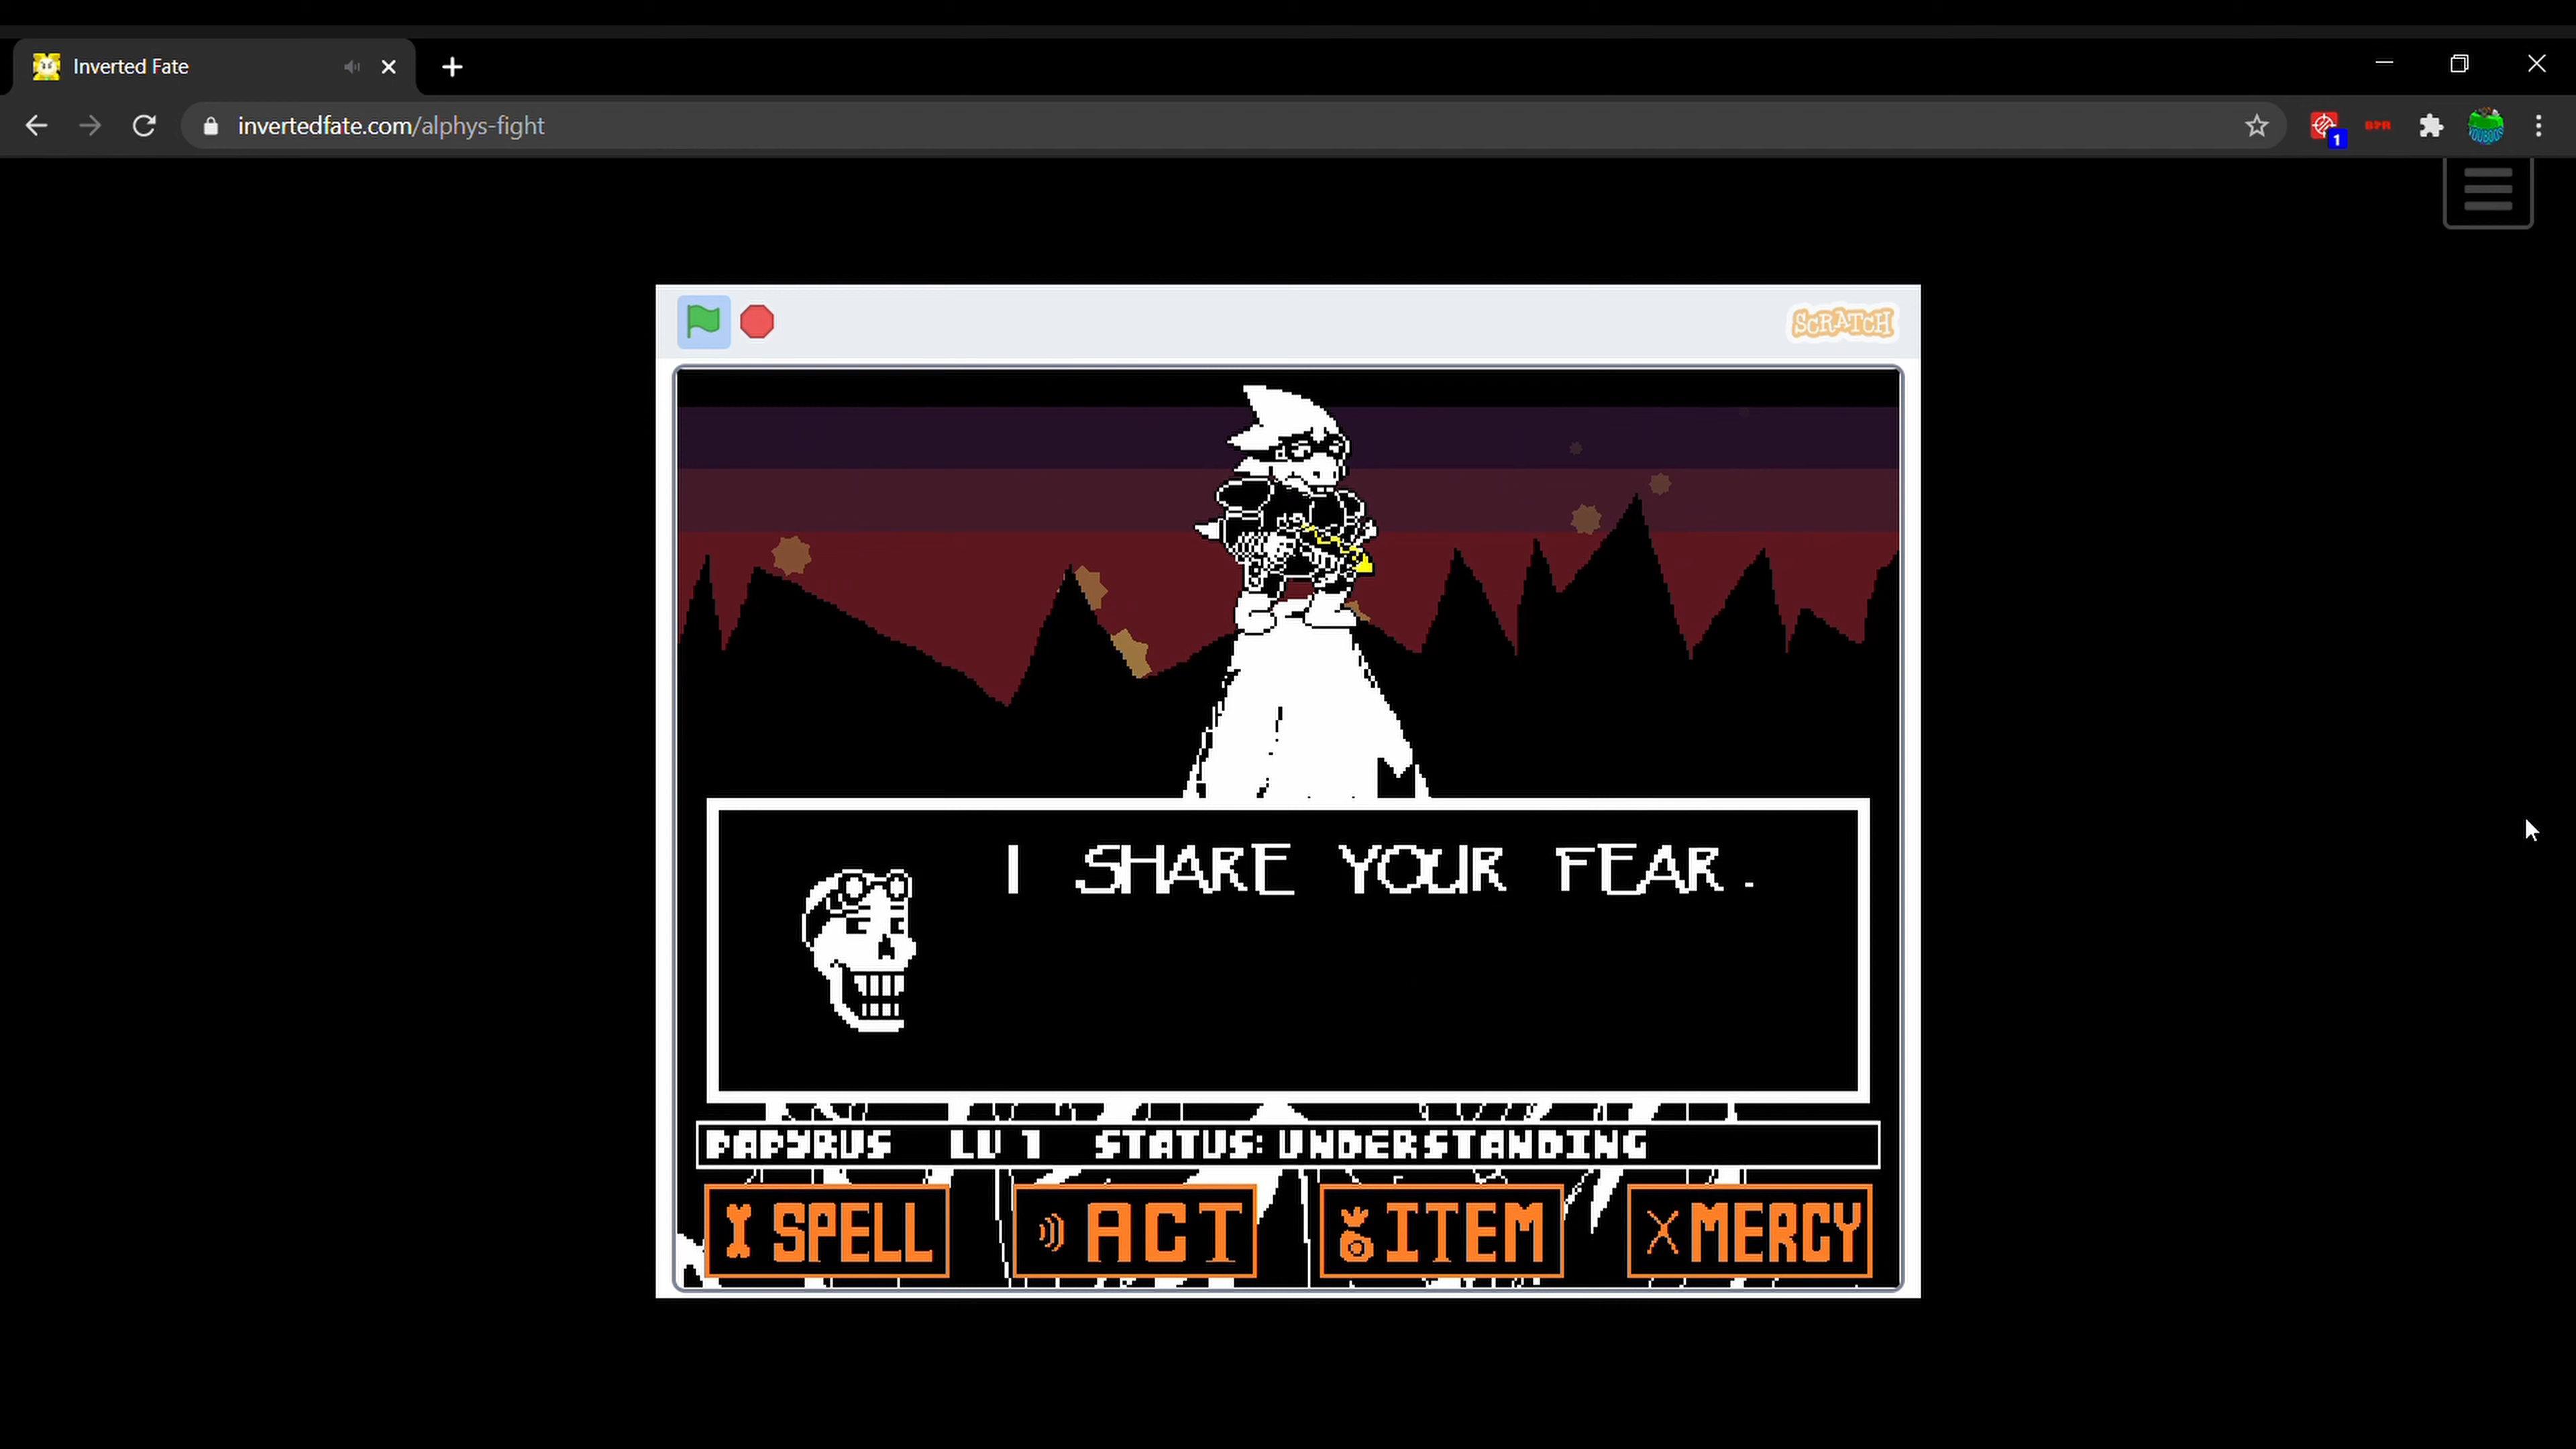 Inverted Fate
invertedfate.com/alphys-fight
1
SCRATCH
I SHARE YOUR FEAR.
PAPYRUS LV 1 STATUS: UNDERSTANDING
SPELL ACT ITEM MERCY